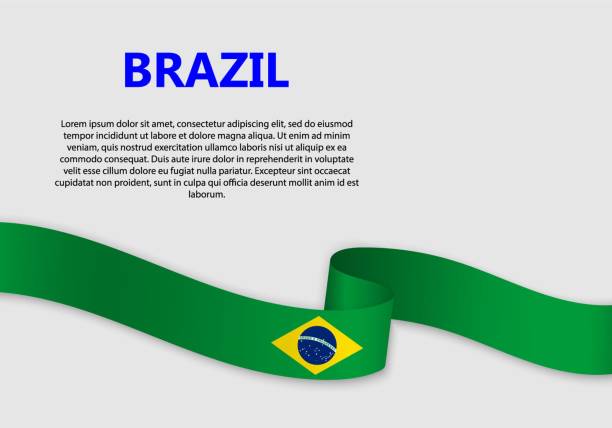 BRAZIL
Lorem ipsum dolor sit amet, consectetur adipiscing elit, sed do eiusmod
tempor incididunt ut labore et dolore magna aliqua. Ut enim ad minim
veniam, quis nostrud exercitation ullamco laboris nisi ut aliquip ex ea
commodo consequat. Duis aute irure dolor in reprehenderit in voluptate
velit esse cillum dolore eu fugiat nulla pariatur. Excepteur sint occaecat
cupidatat non proident, sunt in culpa qui officia deserunt mollit anim id est
laborum.